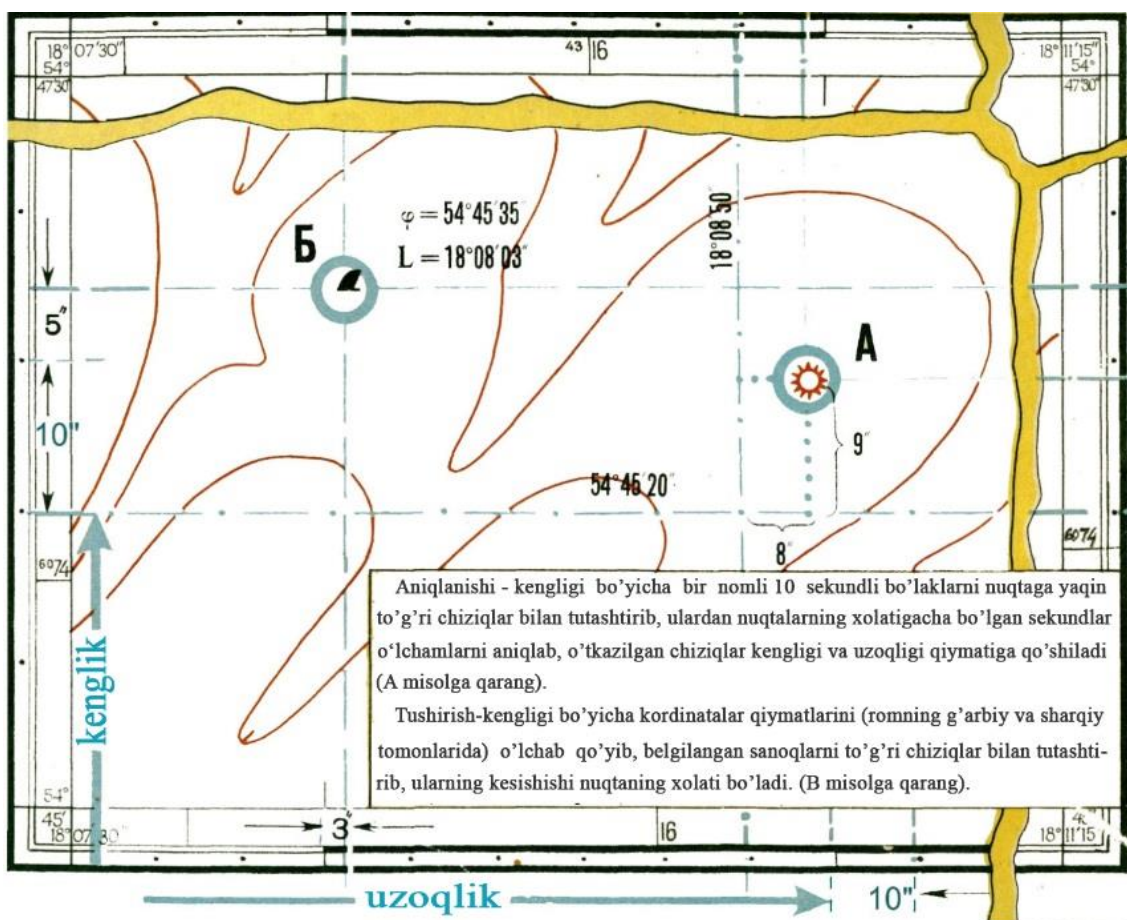 18° 07′30″
43 16
18° 11′15″
54°
47′30″
54°
47′30″
18°08′50″
φ = 54°45′35″
Б
L = 18°08′03″
5″
А
10″
9″
54°45′20″
8″
6074
6074
Aniqlanishi - kengligi bo’yicha bir nomli 10 sekundli bo’laklarni nuqtaga yaqin
to’g’ri chiziqlar bilan tutashtirib, ulardan nuqtalarning xolatigacha bo’lgan sekundlar
o‘lchamlarni aniqlab, o’tkazilgan chiziqlar kengligi va uzoqligi qiymatiga qo’shiladi
(A misolga qarang).
Tushirish-kengligi bo’yicha kordinatalar qiymatlarini (romning g’arbiy va sharqiy
tomonlarida) o’lchab qo’yib, belgilangan sanoqlarni to’g’ri chiziqlar bilan tutashti-
rib, ularning kesishishi nuqtaning xolati bo’ladi. (B misolga qarang).
kenglik
54°
45′
18°07′30″
3″
16
18°11′15
uzoqlik
10″